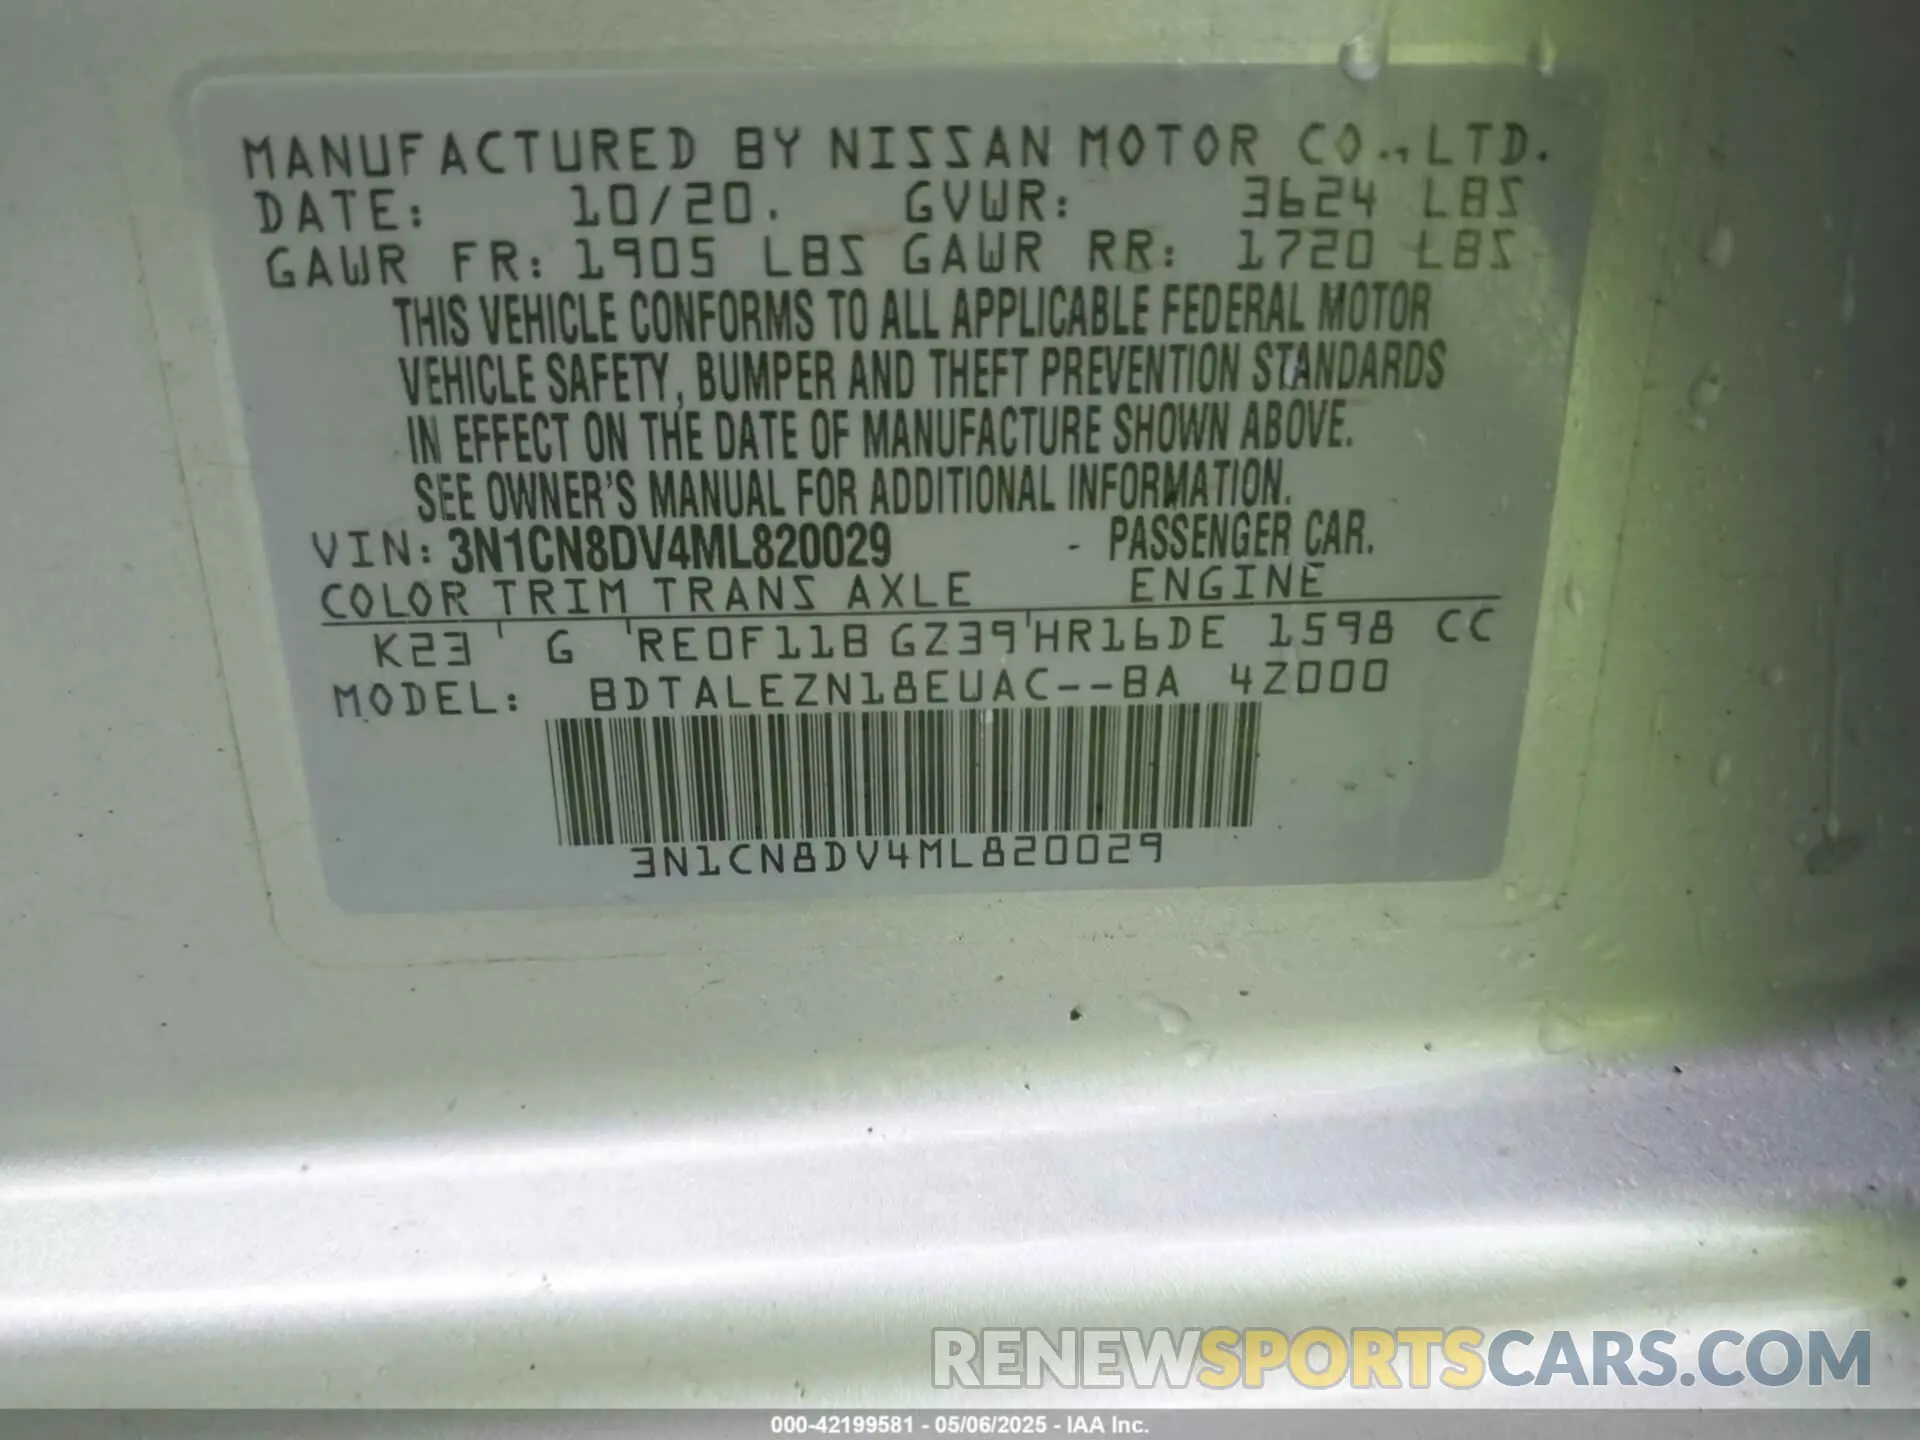 MANUFACTURED BY NISSAN MOTOR CO.,LTD.
DATE: 10/20. GVWR: 3624 LBS
GAWR FR: 1905 LBS GAWR RR: 1720 LBS
THIS VEHICLE CONFORMS TO ALL APPLICABLE FEDERAL MOTOR
VEHICLE SAFETY, BUMPER AND THEFT PREVENTION STANDARDS
IN EFFECT ON THE DATE OF MANUFACTURE SHOWN ABOVE.
SEE OWNER'S MANUAL FOR ADDITIONAL INFORMATION.
VIN: 3N1CN8DV4ML820029 - PASSENGER CAR.
COLOR TRIM TRANS AXLE ENGINE
K23 G RE0F11B GZ39 HR16DE 1598 CC
MODEL: BDTALEZN18EUAC--BA 4Z000
3N1CN8DV4ML820029
RENEWSPORTSCARS.COM
000-42199581 - 05/06/2025 - IAA Inc.